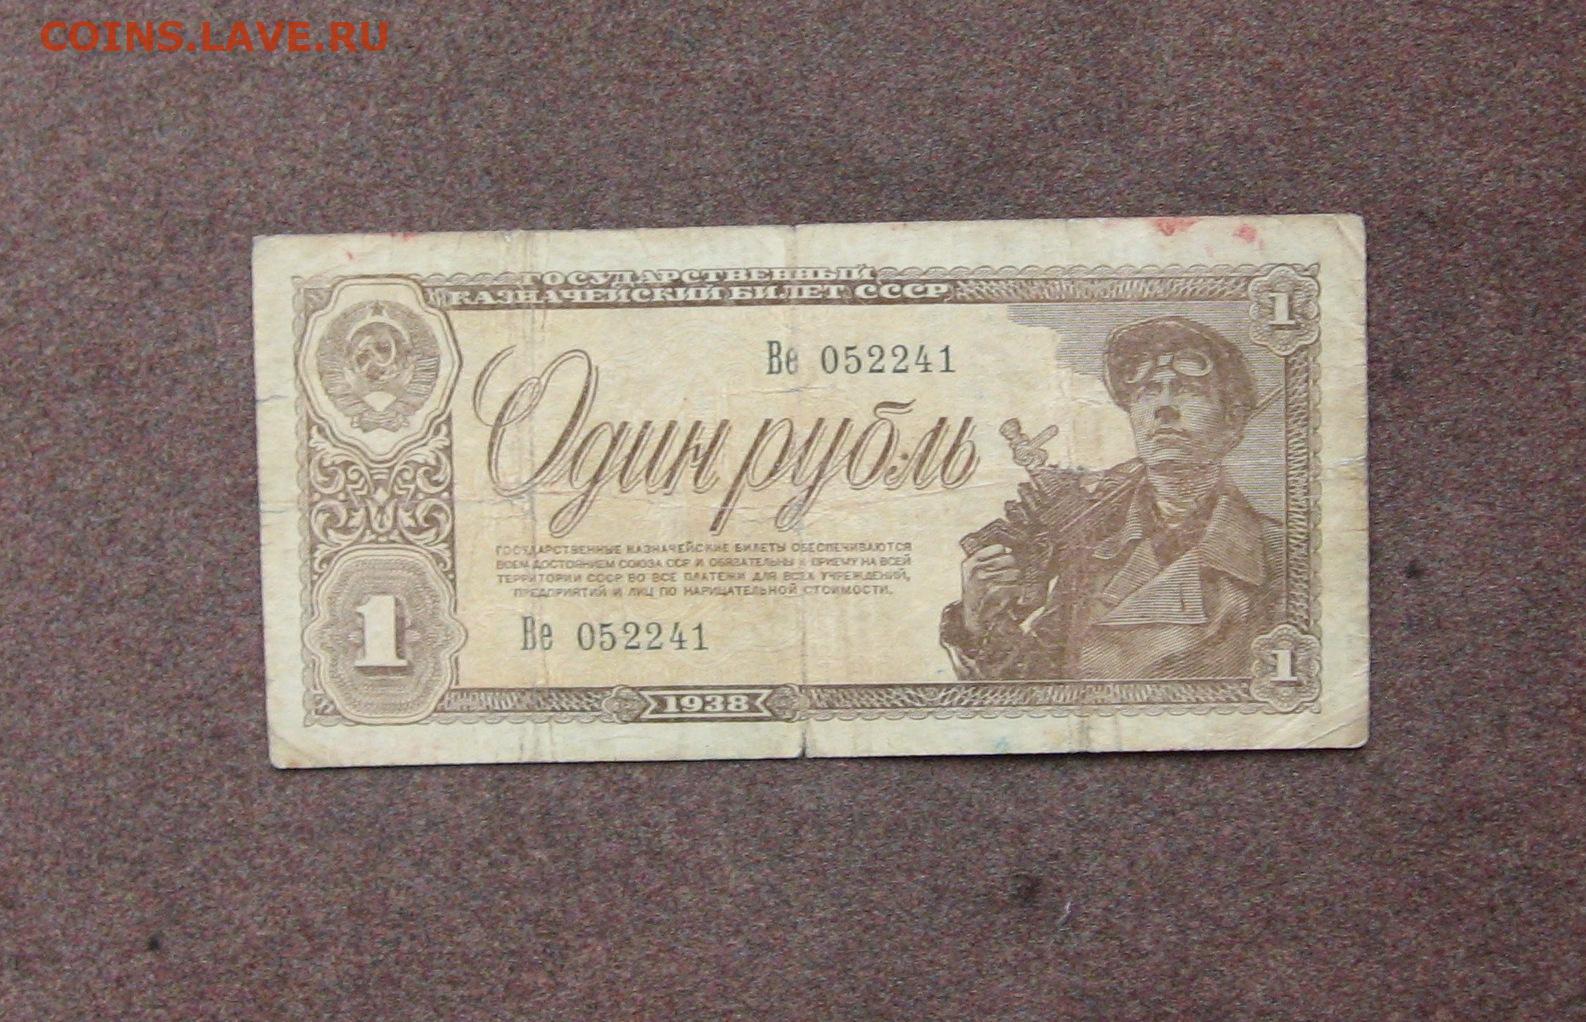 COINS.LAVE.RU
ГОСУДАРСТВЕННЫЙ
КАЗНАЧЕЙСКИЙ БИЛЕТ СССР
1
Ве 052241
Один рубль
ГОСУДАРСТВЕННЫЕ КАЗНАЧЕЙСКИЕ БИЛЕТЫ ОБЕСПЕЧИВАЮТСЯ
ВСЕМ ДОСТОЯНИЕМ СОЮЗА ССР И ОБЯЗАТЕЛЬНЫ К ПРИЕМУ НА ВСЕЙ
ТЕРРИТОРИИ СССР ВО ВСЕ ПЛАТЕЖИ ДЛЯ ВСЕХ УЧРЕЖДЕНИЙ,
ПРЕДПРИЯТИЙ И ЛИЦ ПО НАРИЦАТЕЛЬНОЙ СТОИМОСТИ.
1
Ве 052241
1
1938